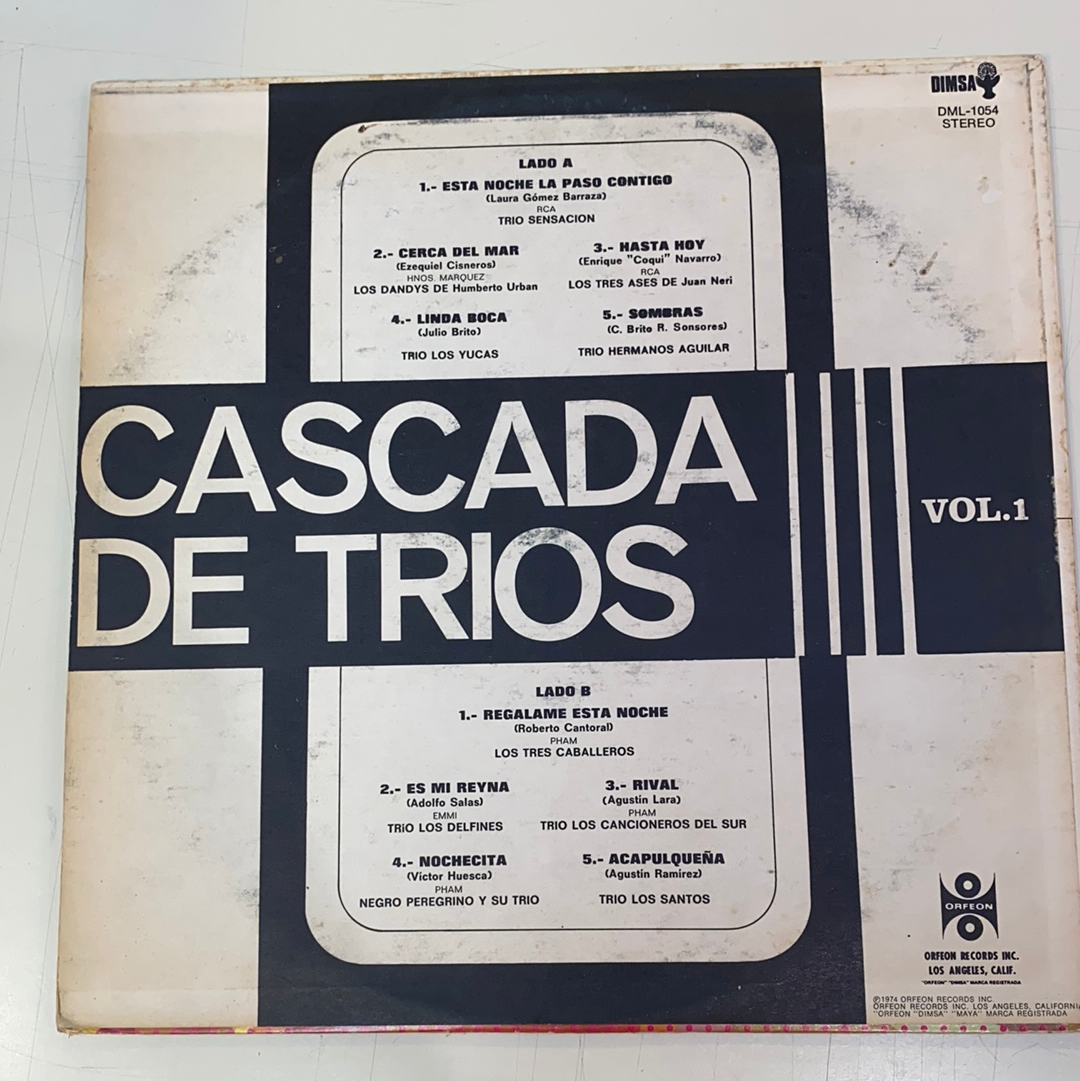 DIMSA
DML-1054
STEREO
LADO A
1.- ESTA NOCHE LA PASO CONTIGO
(Laura Gómez Barraza)
RCA
TRIO SENSACION
2.- CERCA DEL MAR
(Ezequiel Cisneros)
HNOS. MARQUEZ
LOS DANDYS DE Humberto Urban
3.- HASTA HOY
(Enrique "Coqui" Navarro)
RCA
LOS TRES ASES DE Juan Neri
4.- LINDA BOCA
(Julio Brito)
TRIO LOS YUCAS
5.- SOMBRAS
(C. Brito R. Sonsores)
TRIO HERMANOS AGUILAR
CASCADA
DE TRIOS
VOL.1
LADO B
1.- REGALAME ESTA NOCHE
(Roberto Cantoral)
PHAM
LOS TRES CABALLEROS
2.- ES MI REYNA
(Adolfo Salas)
EMMI
TRIO LOS DELFINES
3.- RIVAL
(Agustín Lara)
PHAM
TRIO LOS CANCIONEROS DEL SUR
4.- NOCHECITA
(Victor Huesca)
PHAM
NEGRO PEREGRINO Y SU TRIO
5.- ACAPULQUEÑA
(Agustín Ramirez)
TRIO LOS SANTOS
ORFEON
ORFEON RECORDS INC.
LOS ANGELES, CALIF.
"ORFEON" "DIMSA" MARCA REGISTRADA
℗1974 ORFEON RECORDS INC.
ORFEON RECORDS INC. LOS ANGELES, CALIFORNIA
"ORFEON "DIMSA" "MAYA" MARCA REGISTRADA